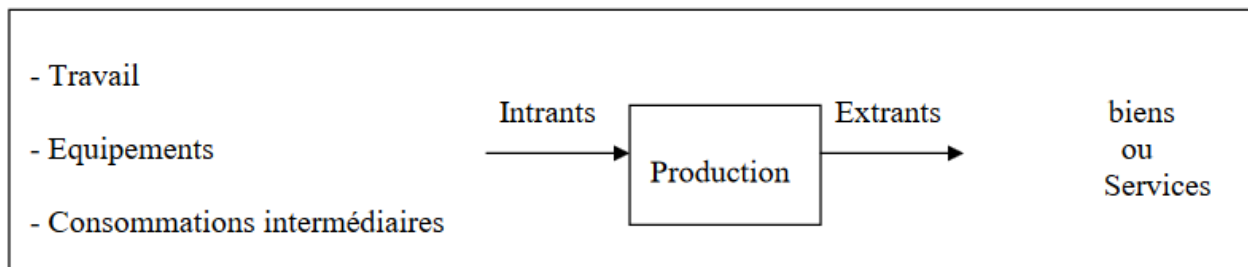 - Travail
Intrants
Extrants
biens
- Equipements
ou
Production
Services
- Consommations intermédiaires